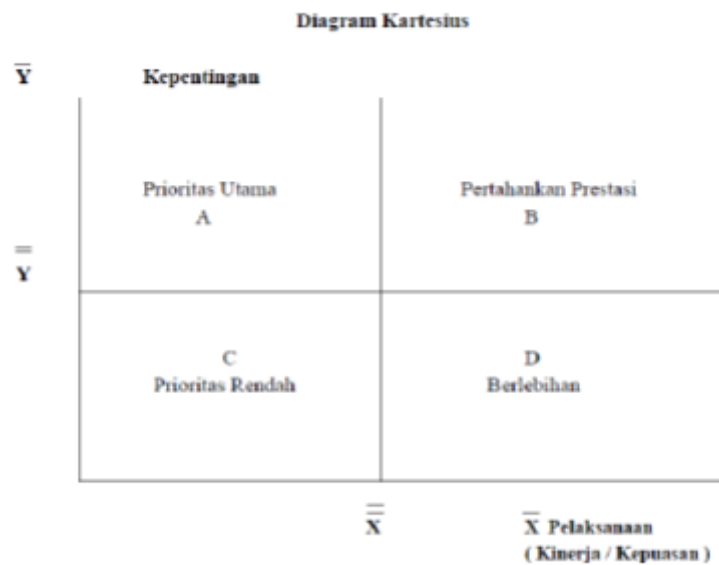 Diagram Kartesius
Y̅ Kepentingan
Prioritas Utama
A
Pertahankan Prestasi
B
Y̿
C
Prioritas Rendah
D
Berlebihan
X̿
X̅ Pelaksanaan
( Kinerja / Kepuasan )